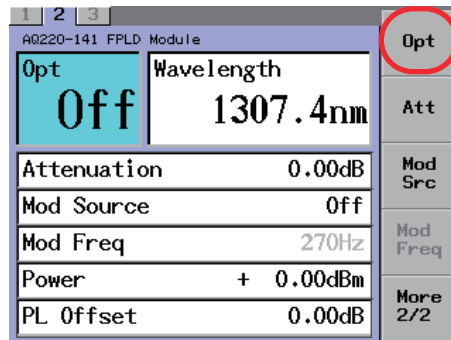 1 2 3
AQ220-141 FPLD Module
Opt
Off
Wavelength
1307.4nm
Attenuation 0.00dB
Mod Source Off
Mod Freq 270Hz
Power + 0.00dBm
PL Offset 0.00dB
Opt
Att
Mod
Src
Mod
Freq
More
2/2